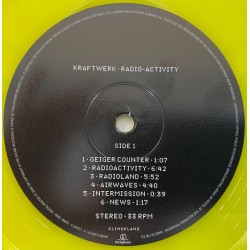 KRAFTWERK · RADIO-ACTIVITY
SIDE 1
1 · GEIGER COUNTER · 1:07
2 · RADIOACTIVITY · 6:42
3 · RADIOLAND · 5:52
4 · AIRWAVES · 4:40
5 · INTERMISSION · 0:39
6 · NEWS · 1:17
STEREO · 33 RPM
KLINGKLANG
Parlophone